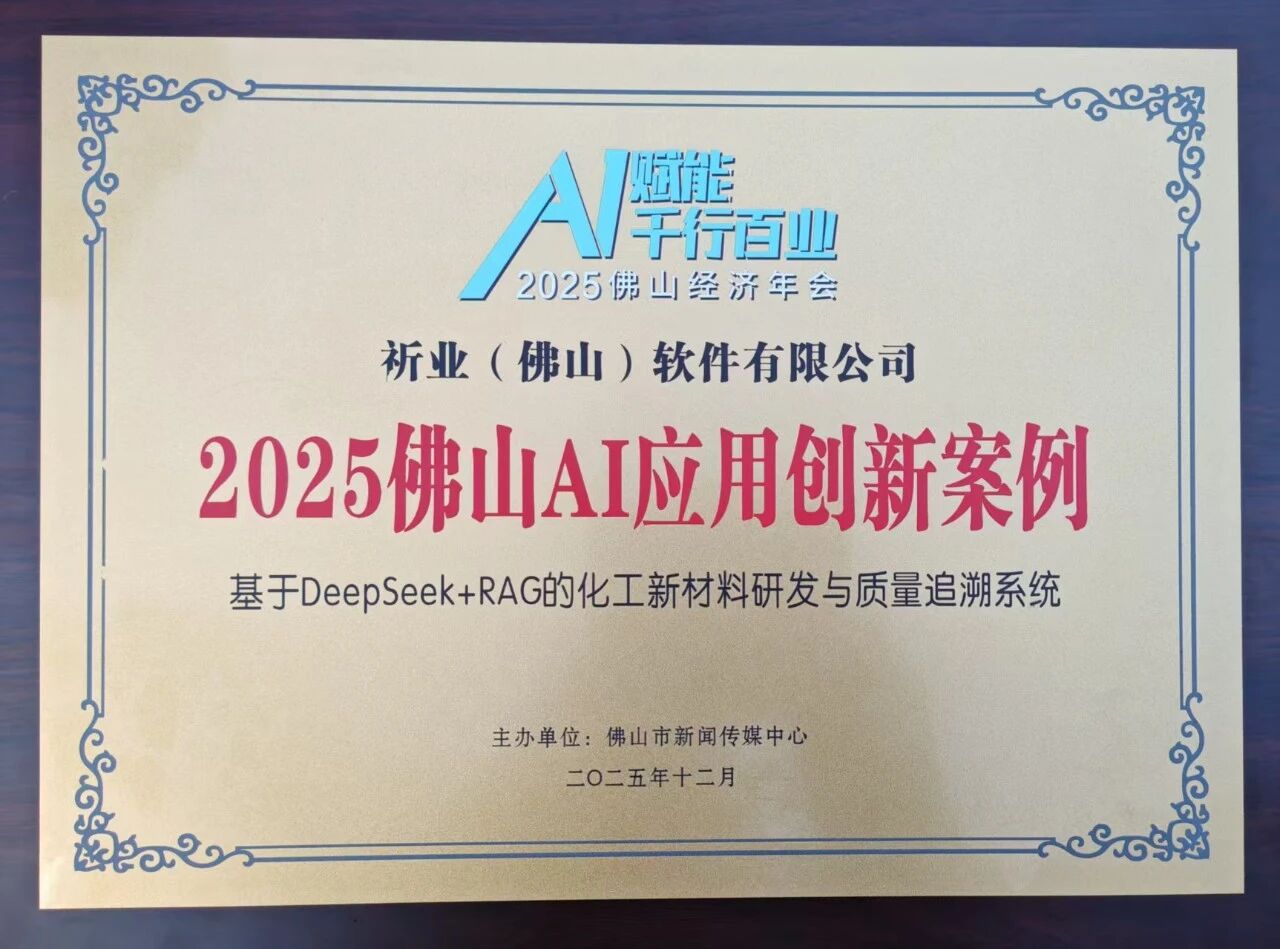 AI赋能
千行百业
2025佛山经济年会
祈业（佛山）软件有限公司
2025佛山AI应用创新案例
基于DeepSeek+RAG的化工新材料研发与质量追溯系统
主办单位：佛山市新闻传媒中心
二〇二五年十二月